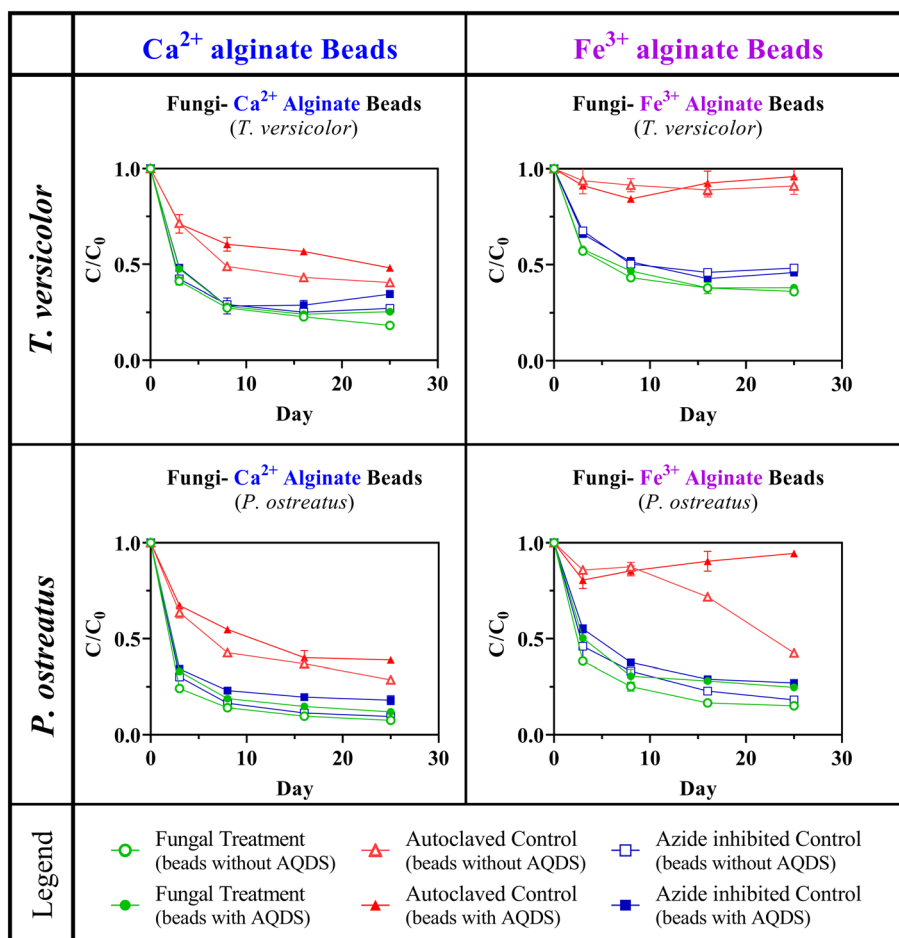 Ca²⁺ alginate Beads
Fe³⁺ alginate Beads
T. versicolor
Fungi- Ca²⁺ Alginate Beads
(T. versicolor)
1.0
0.5
0.0
C/C₀
0 10 20 30
Day
Fungi- Fe³⁺ Alginate Beads
(T. versicolor)
1.0
0.5
0.0
C/C₀
0 10 20 30
Day
P. ostreatus
Fungi- Ca²⁺ Alginate Beads
(P. ostreatus)
1.0
0.5
0.0
C/C₀
0 10 20 30
Day
Fungi- Fe³⁺ Alginate Beads
(P. ostreatus)
1.0
0.5
0.0
C/C₀
0 10 20 30
Day
Legend
Fungal Treatment
(beads without AQDS)
Autoclaved Control
(beads without AQDS)
Azide inhibited Control
(beads without AQDS)
Fungal Treatment
(beads with AQDS)
Autoclaved Control
(beads with AQDS)
Azide inhibited Control
(beads with AQDS)